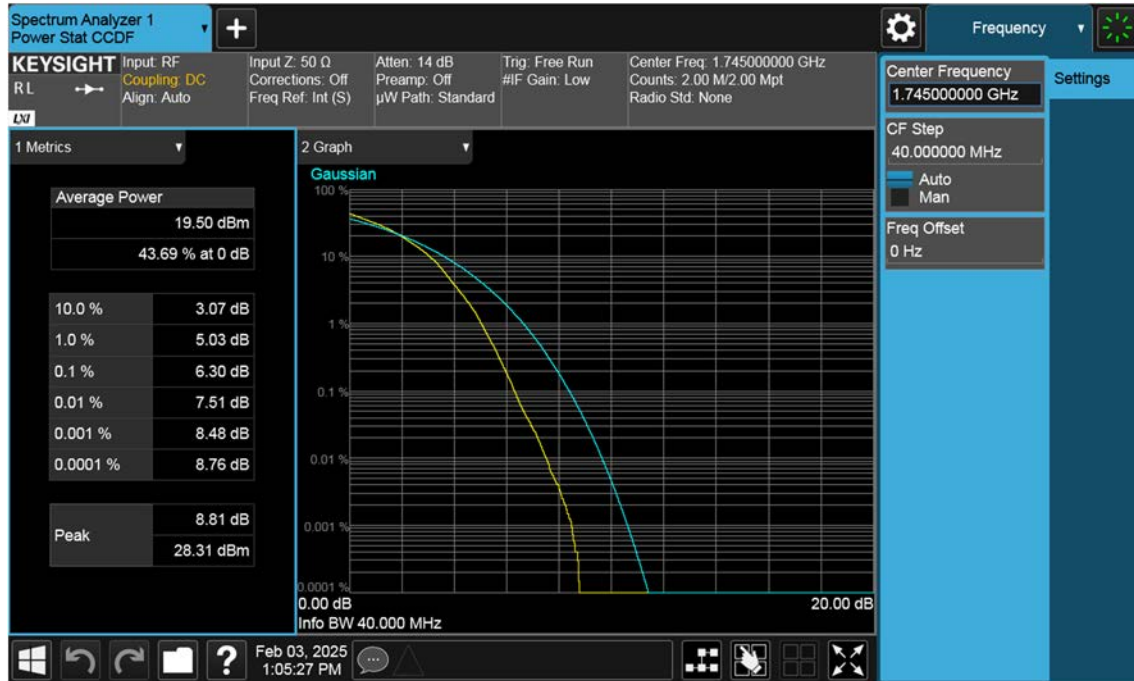 Spectrum Analyzer 1
Power Stat CCDF
Frequency
KEYSIGHT
R L
LXI
Input: RF
Coupling: DC
Align: Auto
Input Z: 50 Ω
Corrections: Off
Freq Ref: Int (S)
Atten: 14 dB
Preamp: Off
µW Path: Standard
Trig: Free Run
#IF Gain: Low
Center Freq: 1.745000000 GHz
Counts: 2.00 M/2.00 Mpt
Radio Std: None
Center Frequency
1.745000000 GHz
Settings
CF Step
40.000000 MHz
Auto
Man
Freq Offset
0 Hz
1 Metrics
Average Power
19.50 dBm
43.69 % at 0 dB
10.0 % 3.07 dB
1.0 % 5.03 dB
0.1 % 6.30 dB
0.01 % 7.51 dB
0.001 % 8.48 dB
0.0001 % 8.76 dB
Peak
8.81 dB
28.31 dBm
2 Graph
Gaussian
100 %
10 %
1 %
0.1 %
0.01 %
0.001 %
0.0001 %
0.00 dB 20.00 dB
Info BW 40.000 MHz
?
Feb 03, 2025
1:05:27 PM